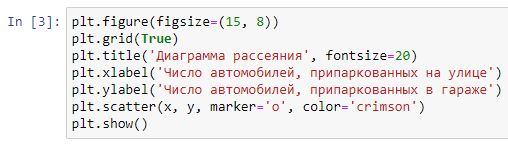 In [3]: plt.figure(figsize=(15, 8))
plt.grid(True)
plt.title('Диаграмма рассеяния', fontsize=20)
plt.xlabel('Число автомобилей, припаркованных на улице')
plt.ylabel('Число автомобилей, припаркованных в гараже')
plt.scatter(x, y, marker='o', color='crimson')
plt.show()